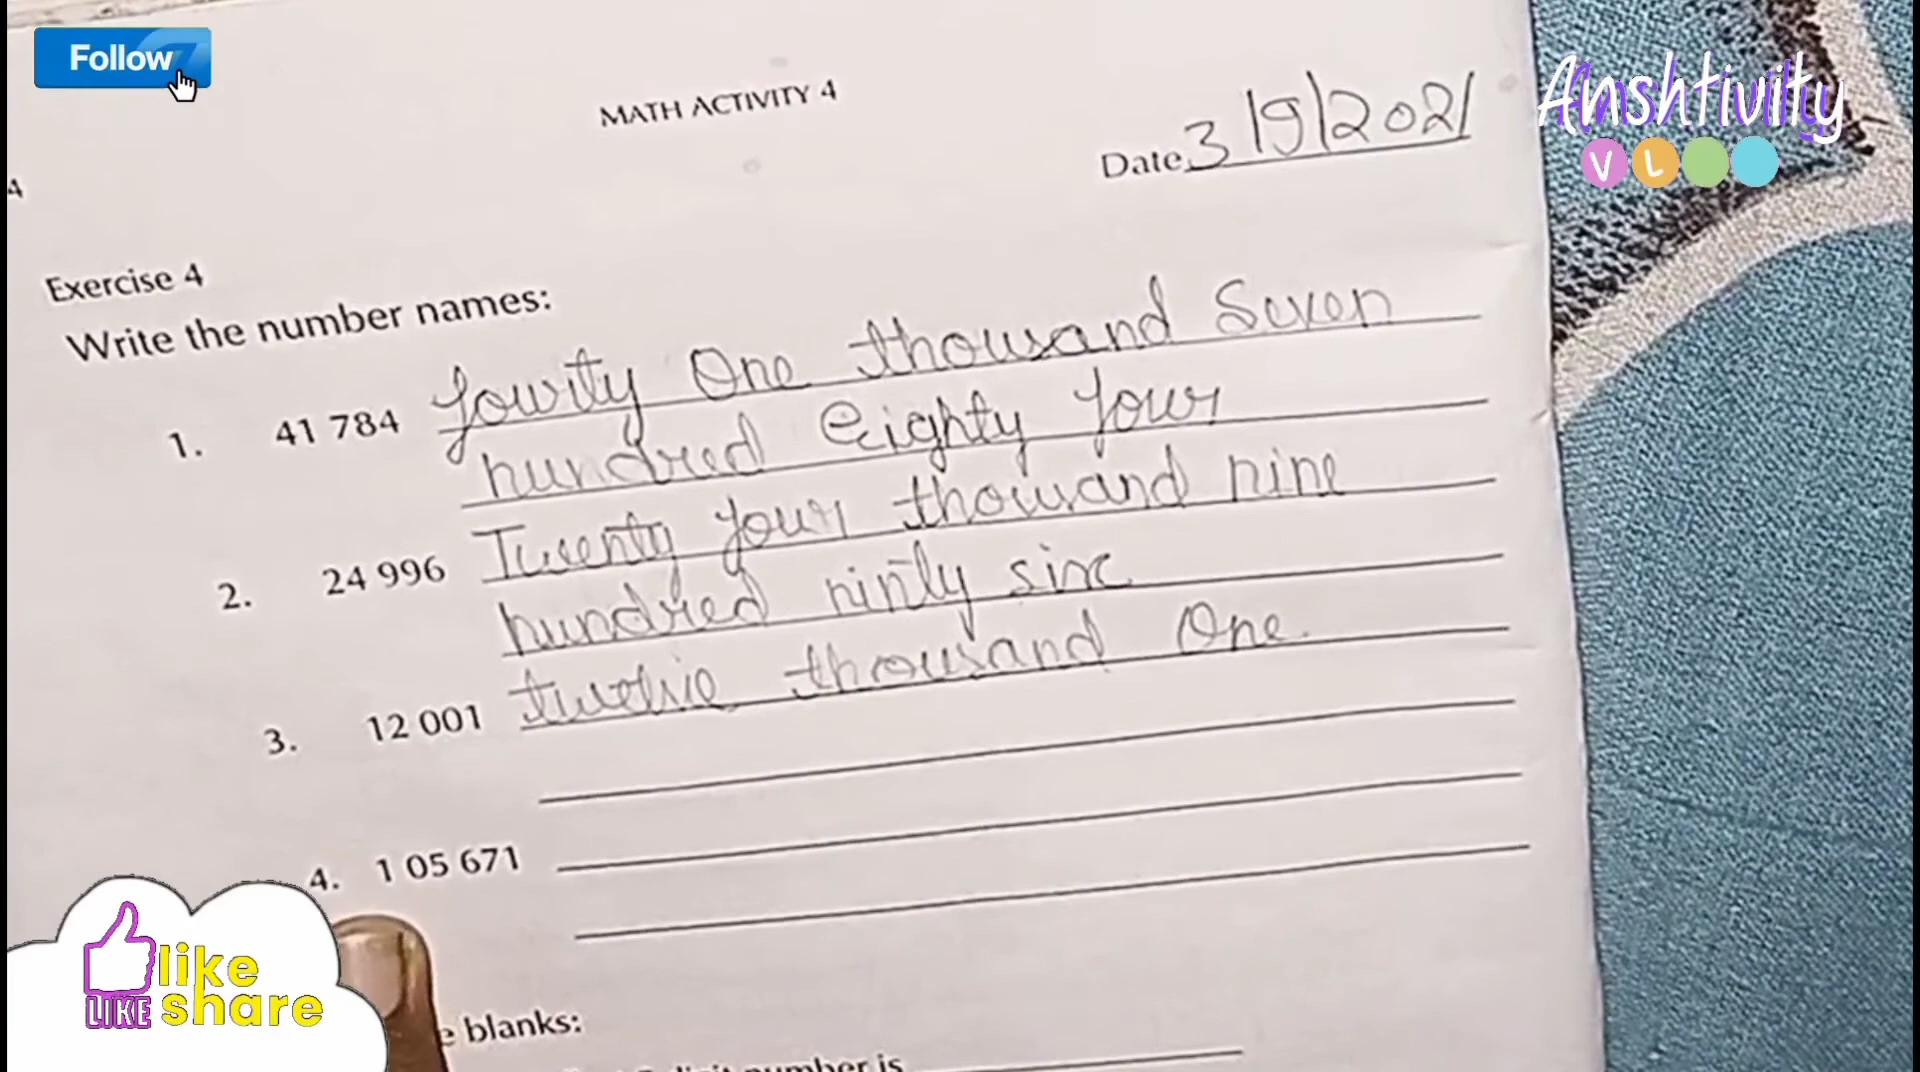 Follow
MATH ACTIVITY 4
Anshtivity
VL
Date 3/9/2021
4
Exercise 4
Write the number names:
1. 41 784 fourty One thousand Seven
hundred Eighty four
2. 24 996 Twenty four thousand nine
hundred ninty six
3. 12 001 twelve thousand One.
4. 1 05 671
like
LIKE share
blanks:
number is